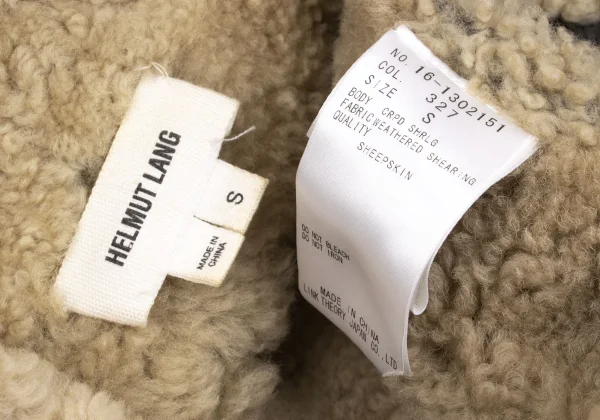 HELMUT LANG
S
MADE IN
CHINA
NO. 16-1302151
COL. 327
SIZE S
BODY CRPD SHRLG
FABRIC WEATHERED SHEARING
QUALITY
SHEEPSKIN
DO NOT BLEACH
DO NOT IRON
MADE IN CHINA
LINK THEORY JAPAN CO.,LTD